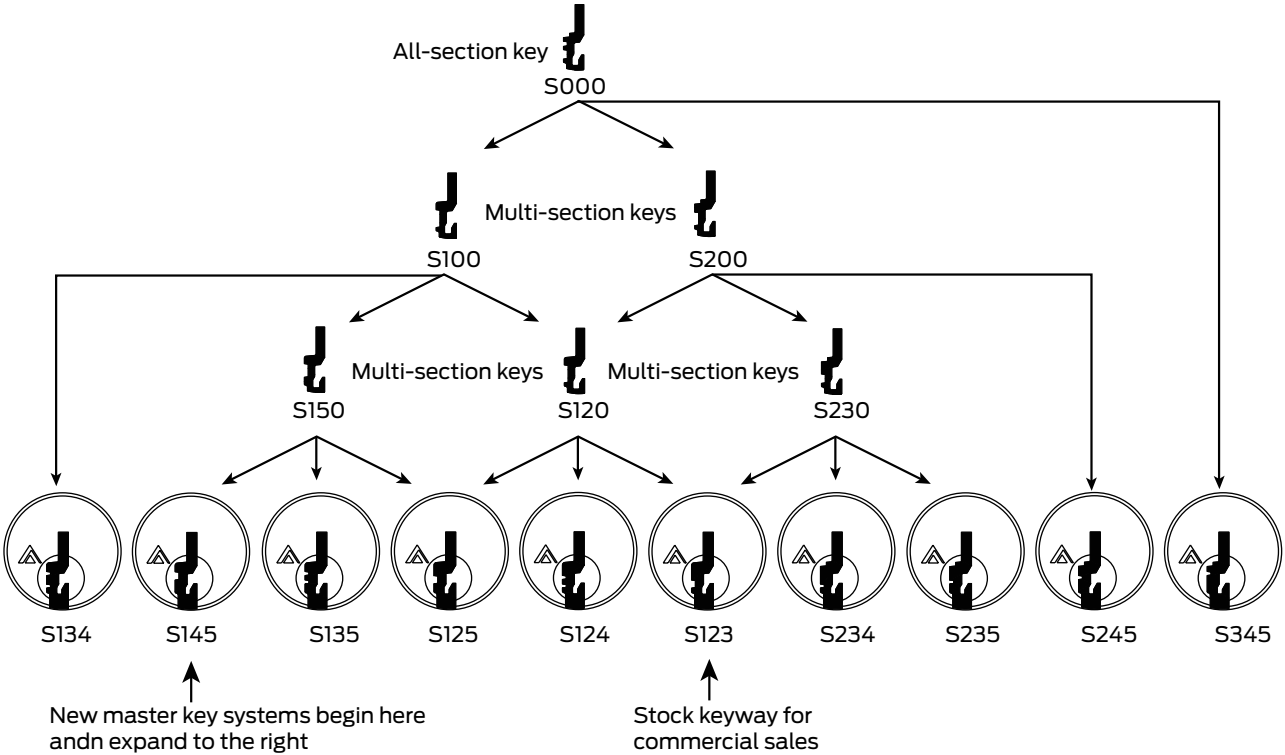 All-section key
S000
Multi-section keys
S100
S200
Multi-section keys
Multi-section keys
S150
S120
S230
S134
S145
S135
S125
S124
S123
S234
S235
S245
S345
New master key systems begin here
andn expand to the right
Stock keyway for
commercial sales